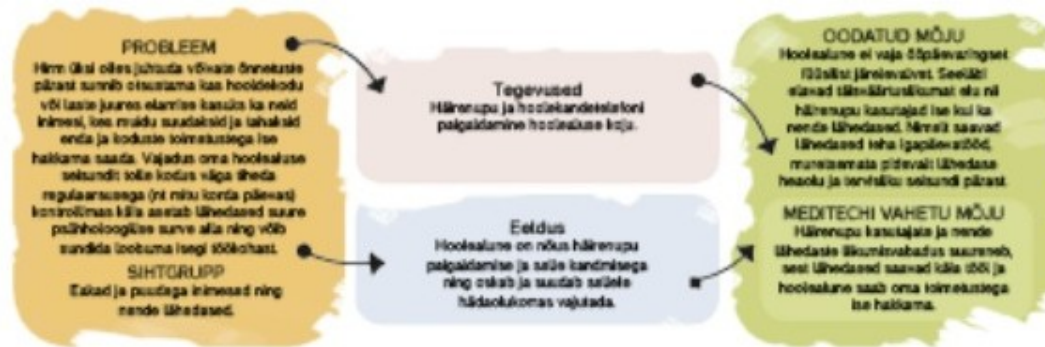 PROBLEEM
Hirm üksi olles juhtuda võivate õnnetuste
pärast sunnib otsustama kas hooldekodu
või laste juures elamise kasuks ka neid
inimesi, kes muidu suudaksid ja tahaksid
enda ja koduste toimetustega ise
hakkama saada. Vajadus oma hoolealuse
seisundit tolle kodus väga tiheda
regulaarsusega (nt mitu korda päevas)
kontrollimas käia asetab lähedased suure
psühholoogilise surve alla ning võib
sundida loobuma isegi töökohast.
SIHTGRUPP
Eakad ja puudega inimesed ning
nende lähedased.
Tegevused
Häirenupu ja hoolekandetelefoni
paigaldamine hoolealuse koju.
Eeldus
Hoolealune on nõus häirenupu
paigaldamise ja selle kandmisega
ning oskab ja suudab sellele
hädaolukorras vajutada.
OODATUD MÕJU
Hoolealune ei vaja ööpäevaringset
füüsilist järelevalvet. Seeläbi
elavad täisväärtuslikumat elu nii
häirenupu kasutajad ise kui ka
nende lähedased. Nimelt saavad
lähedased teha igapäevatööd,
muretsemata pidevalt lähedase
heaolu ja tervisliku seisundi pärast.
MEDITECHI VAHETU MÕJU
Häirenupu kasutajate ja nende
lähedaste liikumisvabadus suureneb,
sest lähedased saavad käia tööl ja
hoolealune saab oma toimetustega
ise hakkama.